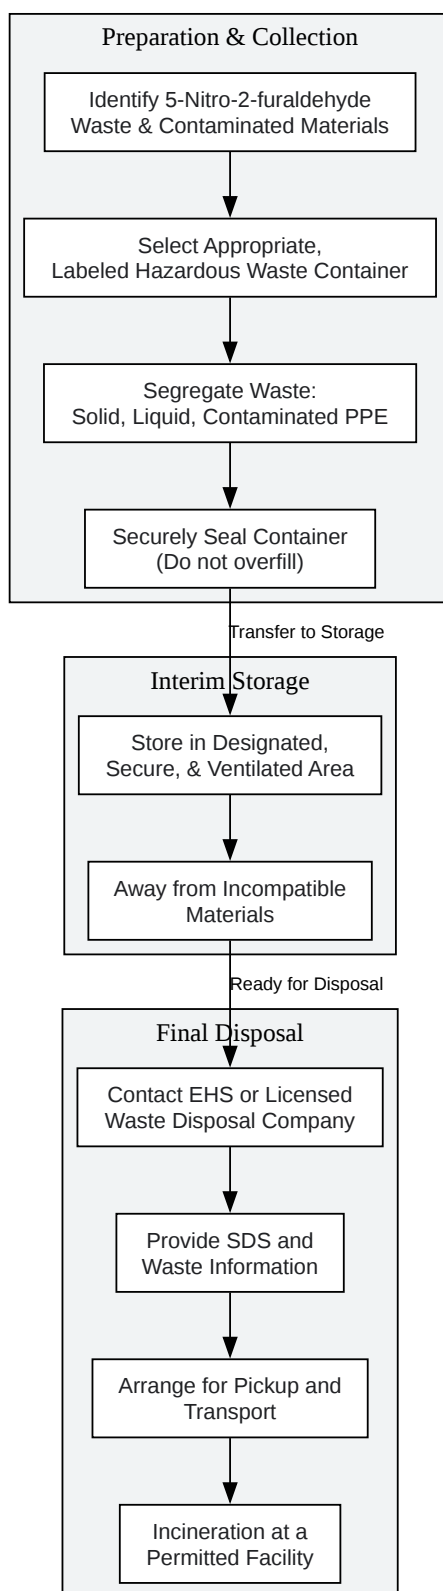 Preparation & Collection
Identify 5-Nitro-2-furaldehyde
Waste & Contaminated Materials
Select Appropriate,
Labeled Hazardous Waste Container
Segregate Waste:
Solid, Liquid, Contaminated PPE
Securely Seal Container
(Do not overfill)
Transfer to Storage
Interim Storage
Store in Designated,
Secure, & Ventilated Area
Away from Incompatible
Materials
Ready for Disposal
Final Disposal
Contact EHS or Licensed
Waste Disposal Company
Provide SDS and
Waste Information
Arrange for Pickup and
Transport
Incineration at a
Permitted Facility